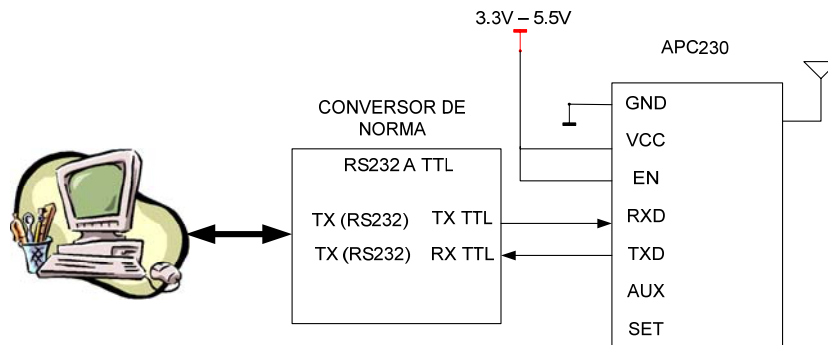 3.3V – 5.5V
APC230
CONVERSOR DE
NORMA
RS232 A TTL
TX (RS232) TX TTL
TX (RS232) RX TTL
GND
VCC
EN
RXD
TXD
AUX
SET